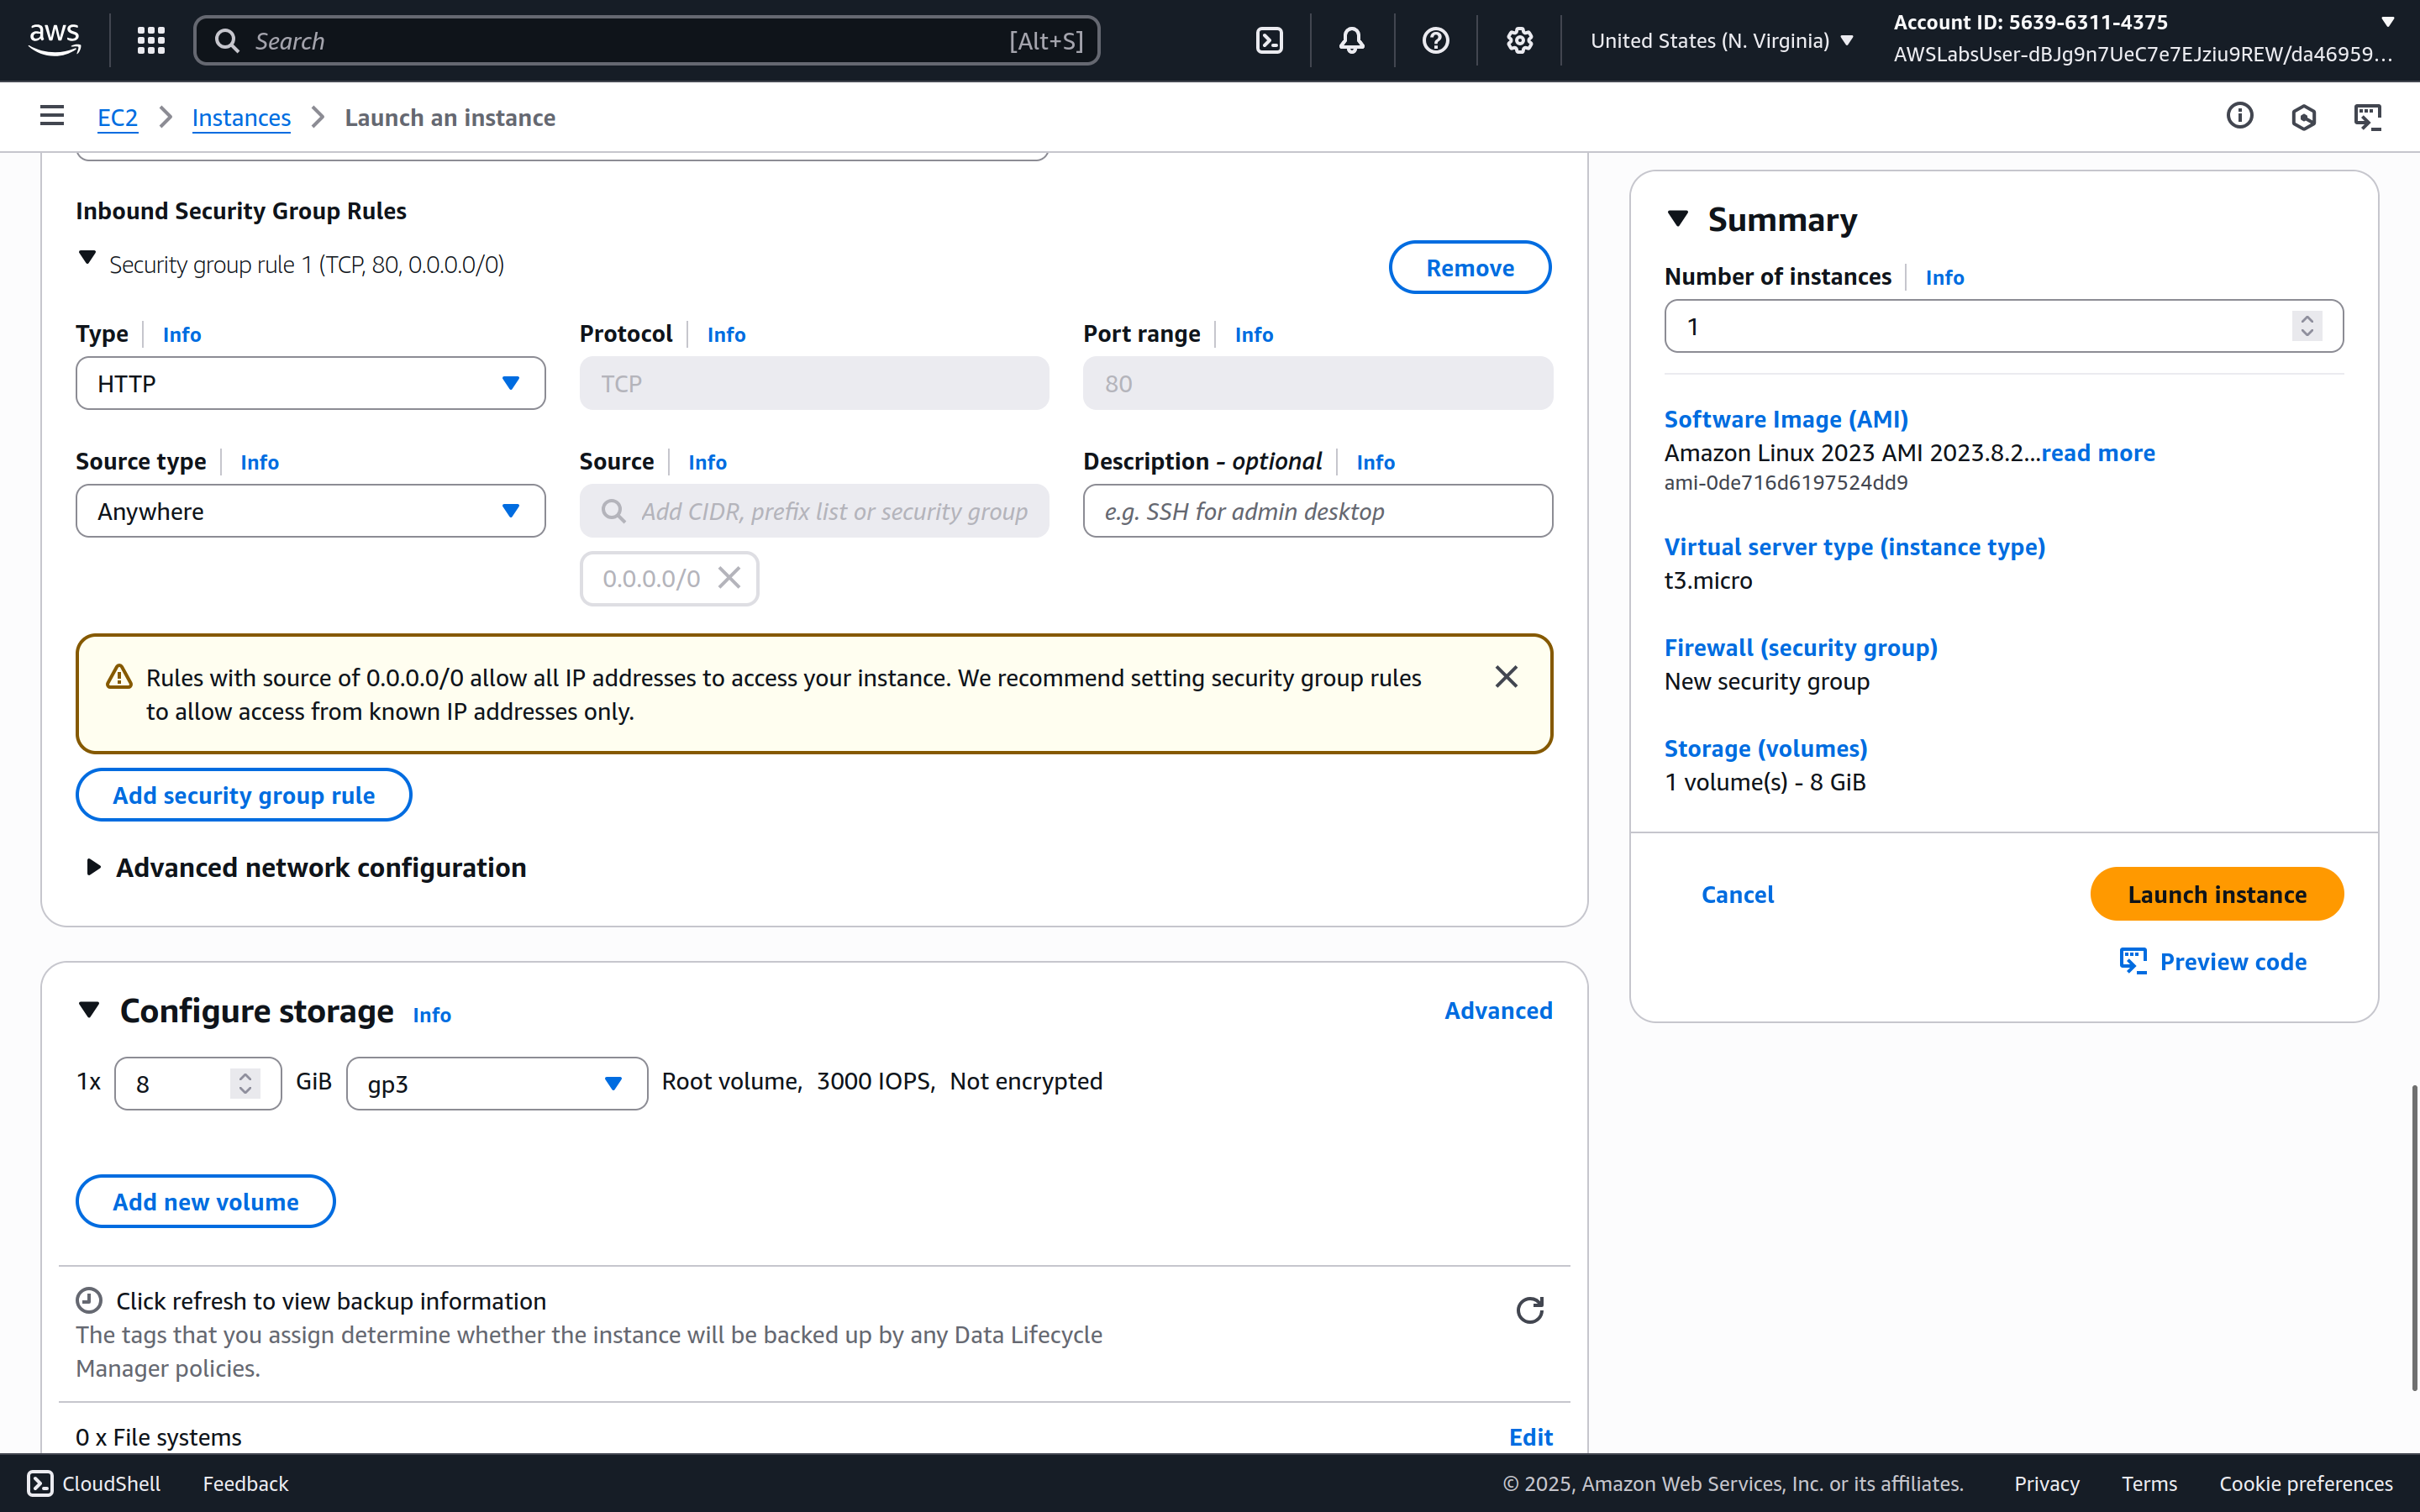 aws
Search [Alt+S]
United States (N. Virginia)
Account ID: 5639-6311-4375
AWSLabsUser-dBJg9n7UeC7e7EJziu9REW/da46959...
EC2 Instances Launch an instance
Inbound Security Group Rules
Security group rule 1 (TCP, 80, 0.0.0.0/0)
Remove
Type Info
Protocol Info
Port range Info
HTTP
TCP
80
Source type Info
Source Info
Description - optional Info
Anywhere
Add CIDR, prefix list or security group
e.g. SSH for admin desktop
0.0.0.0/0
Rules with source of 0.0.0.0/0 allow all IP addresses to access your instance. We recommend setting security group rules
to allow access from known IP addresses only.
Add security group rule
Advanced network configuration
Configure storage Info
Advanced
1x 8 GiB gp3 Root volume, 3000 IOPS, Not encrypted
Add new volume
Click refresh to view backup information
The tags that you assign determine whether the instance will be backed up by any Data Lifecycle
Manager policies.
0 x File systems
Edit
Summary
Number of instances Info
1
Software Image (AMI)
Amazon Linux 2023 AMI 2023.8.2...read more
ami-0de716d6197524dd9
Virtual server type (instance type)
t3.micro
Firewall (security group)
New security group
Storage (volumes)
1 volume(s) - 8 GiB
Cancel
Launch instance
Preview code
CloudShell Feedback
© 2025, Amazon Web Services, Inc. or its affiliates. Privacy Terms Cookie preferences